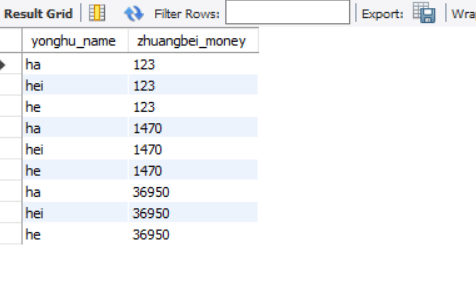 Result Grid Filter Rows: Export: Wra
yonghu_name zhuangbei_money
ha 123
hei 123
he 123
ha 1470
hei 1470
he 1470
ha 36950
hei 36950
he 36950